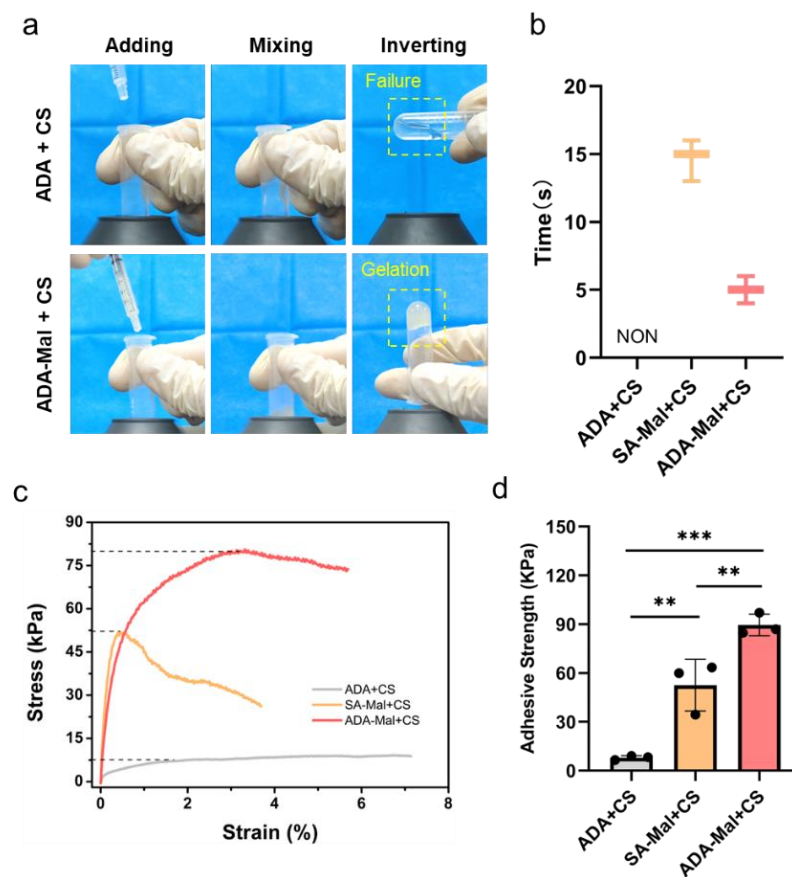 a
Adding Mixing Inverting
ADA + CS
Failure
ADA-Mal + CS
Gelation
b
Time(s)
20
15
10
5
0
NON
ADA+CS
SA-Mal+CS
ADA-Mal+CS
c
Stress (kPa)
90
75
60
45
30
15
0
ADA+CS
SA-Mal+CS
ADA-Mal+CS
0 2 4 6 8
Strain (%)
d
Adhesive Strength (KPa)
150
120
90
60
30
0
***
**
**
ADA+CS
SA-Mal+CS
ADA-Mal+CS